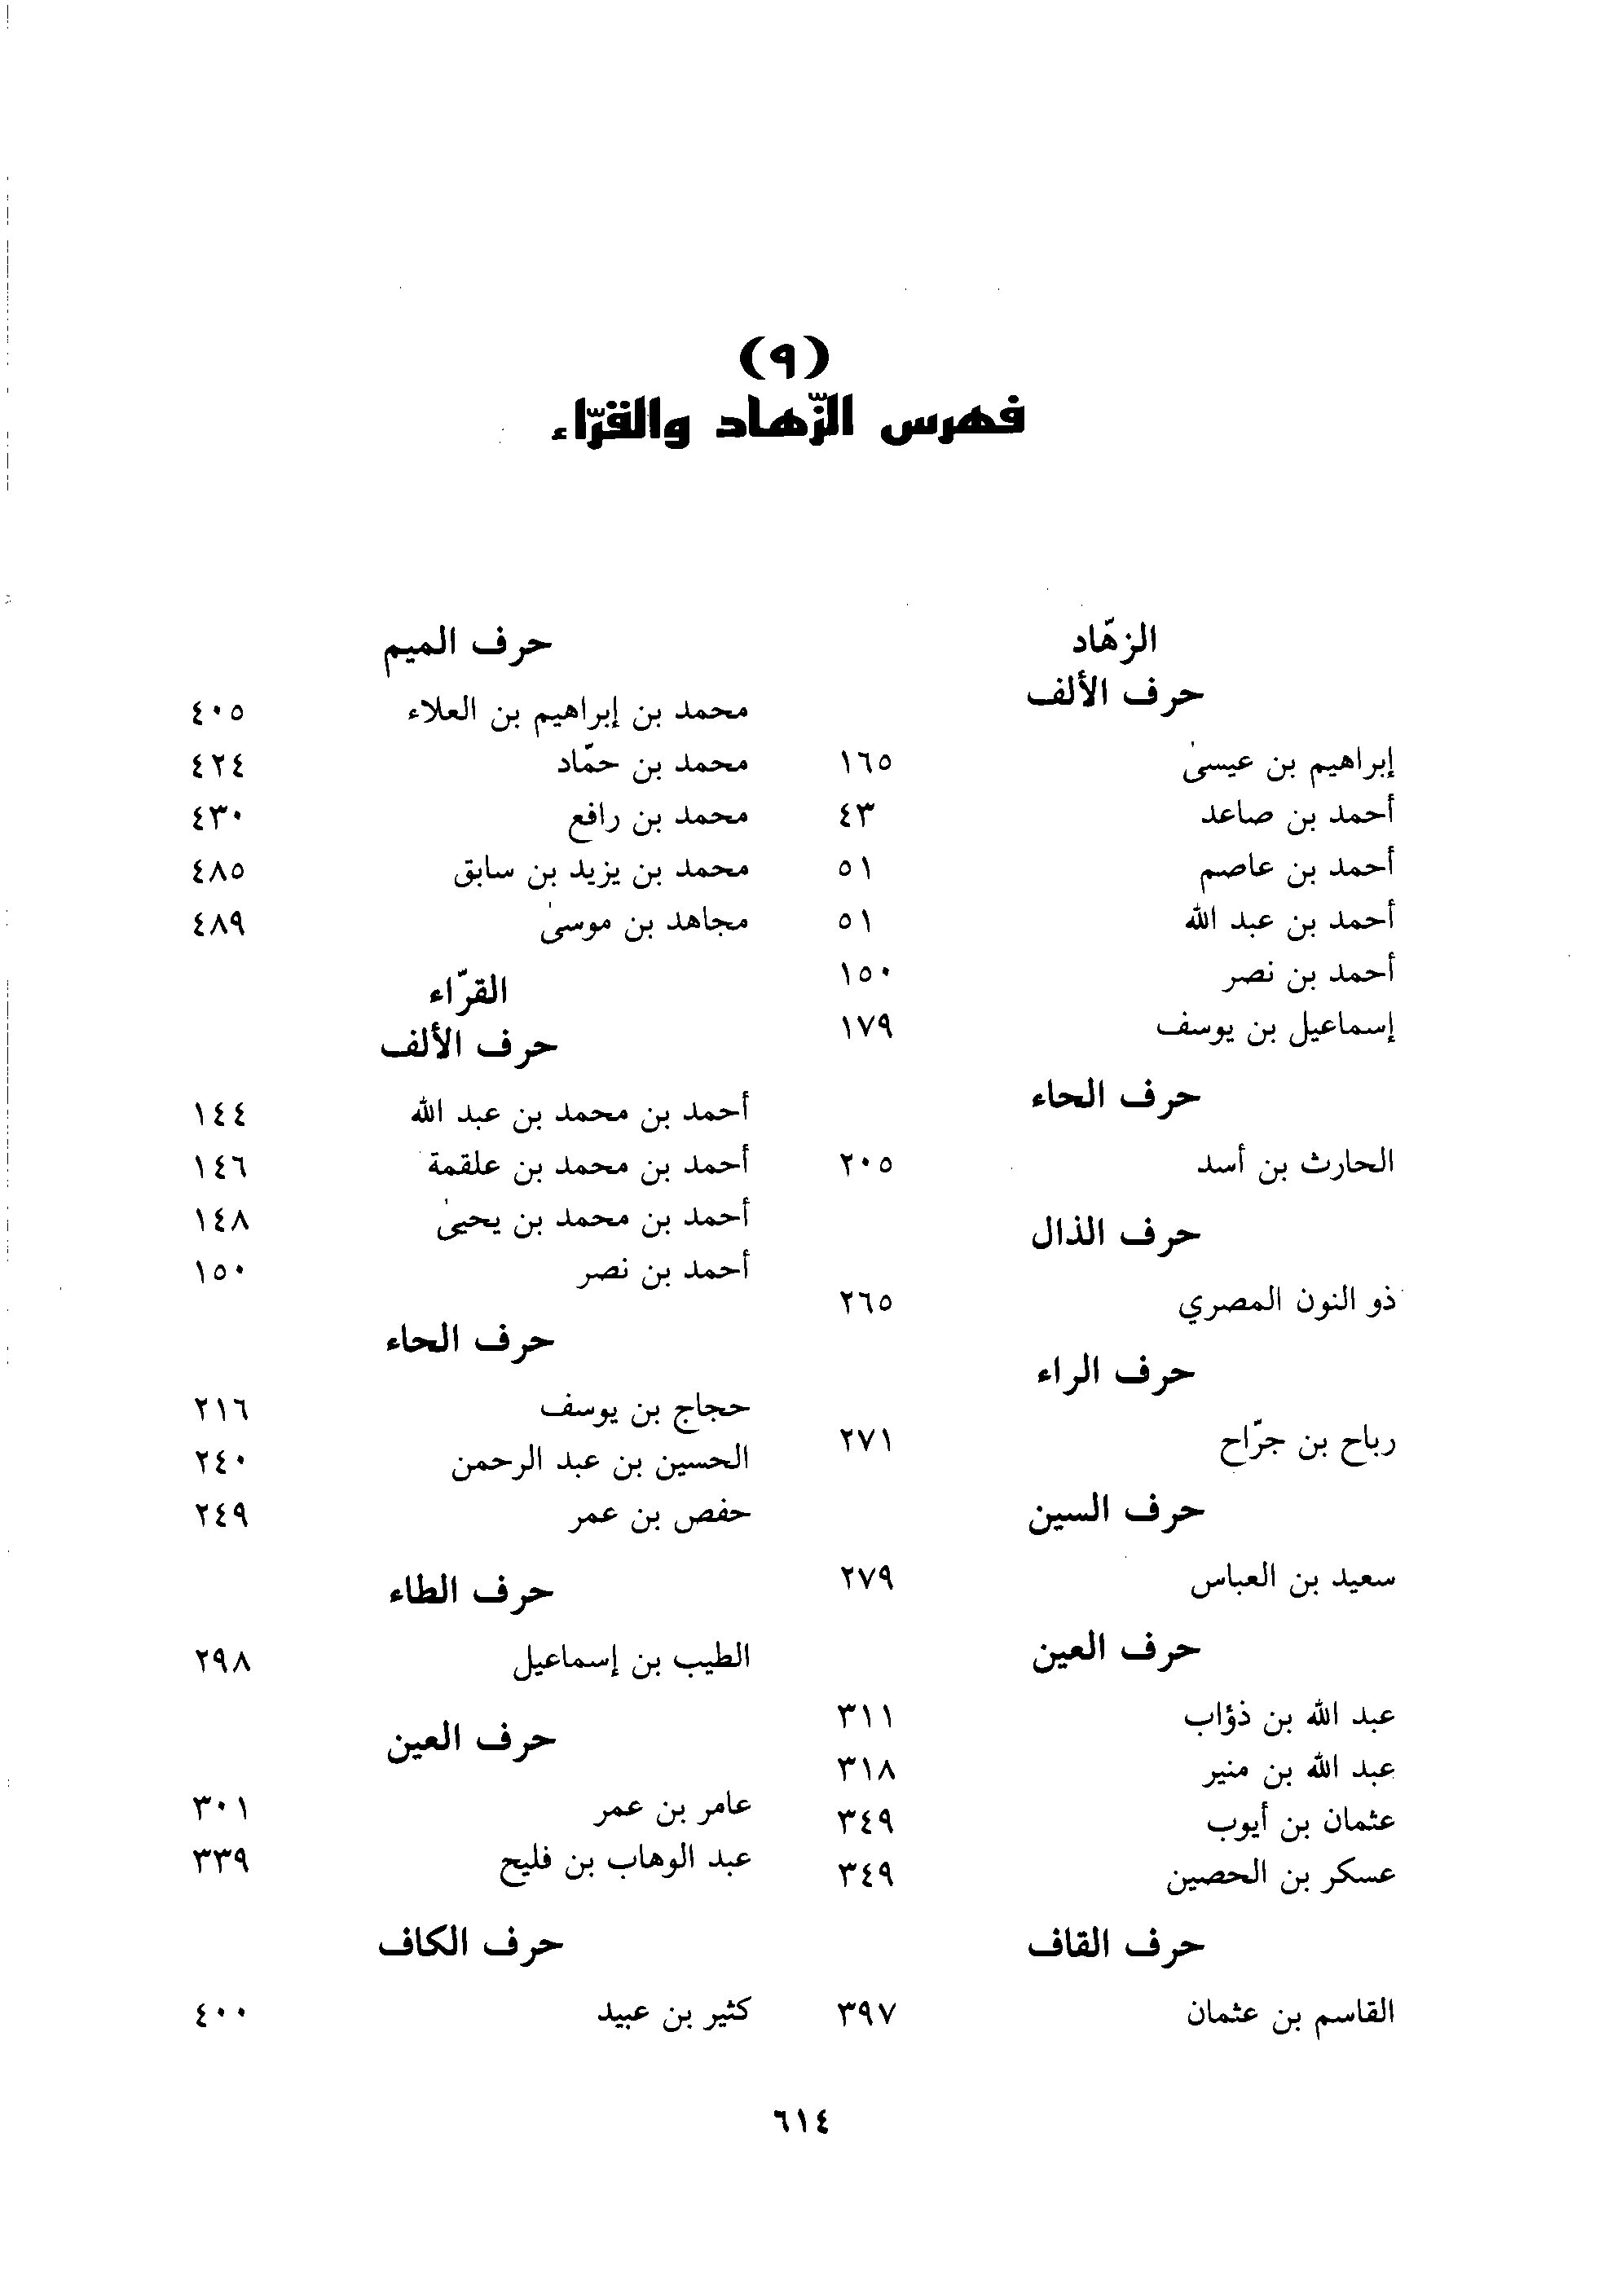 (٩)
فهرس الزّهاد والقرّاء
الزهّاد
حرف الألف
إبراهيم بن عيسىٰ ١٦٥
أحمد بن صاعد ٤٣
أحمد بن عاصم ٥١
أحمد بن عبد الله ٥١
أحمد بن نصر ١٥٠
إسماعيل بن يوسف ١٧٩
حرف الحاء
الحارث بن أسد ٢٠٥
حرف الذال
ذو النون المصري ٢٦٥
حرف الراء
رباح بن جرّاح ٢٧١
حرف السين
سعيد بن العباس ٢٧٩
حرف العين
عبد الله بن ذؤاب ٣١١
عبد الله بن منير ٣١٨
عثمان بن أيوب ٣٤٩
عسكر بن الحصين ٣٤٩
حرف القاف
القاسم بن عثمان ٣٩٧
حرف الميم
محمد بن إبراهيم بن العلاء ٤٠٥
محمد بن حمّاد ٤٢٤
محمد بن رافع ٤٣٠
محمد بن يزيد بن سابق ٤٨٥
مجاهد بن موسىٰ ٤٨٩
القرّاء
حرف الألف
أحمد بن محمد بن عبد الله ١٤٤
أحمد بن محمد بن علقمة ١٤٦
أحمد بن محمد بن يحيىٰ ١٤٨
أحمد بن نصر ١٥٠
حرف الحاء
حجاج بن يوسف ٢١٦
الحسين بن عبد الرحمن ٢٤٠
حفص بن عمر ٢٤٩
حرف الطاء
الطيب بن إسماعيل ٢٩٨
حرف العين
عامر بن عمر ٣٠١
عبد الوهاب بن فليح ٣٣٩
حرف الكاف
كثير بن عبيد ٤٠٠
٦١٤